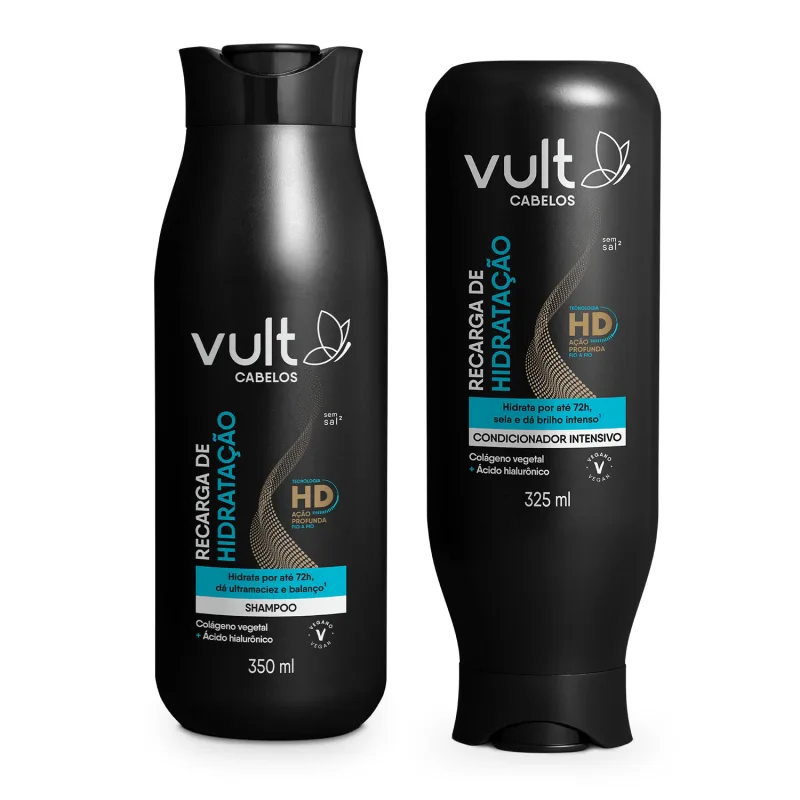 vult
CABELOS
sem
sal²
RECARGA DE
HIDRATAÇÃO
TECNOLOGIA
HD
AÇÃO
PROFUNDA
FIO A FIO
Hidrata por até 72h,
dá ultramaciez e balanço¹
SHAMPOO
Colágeno vegetal
+ Ácido hialurônico
VEGANO
V
VEGAN
350 ml
vult
CABELOS
sem
sal²
RECARGA DE
HIDRATAÇÃO
TECNOLOGIA
HD
AÇÃO
PROFUNDA
FIO A FIO
Hidrata por até 72h,
sela e dá brilho intenso¹
CONDICIONADOR INTENSIVO
Colágeno vegetal
+ Ácido hialurônico
VEGANO
V
VEGAN
325 ml